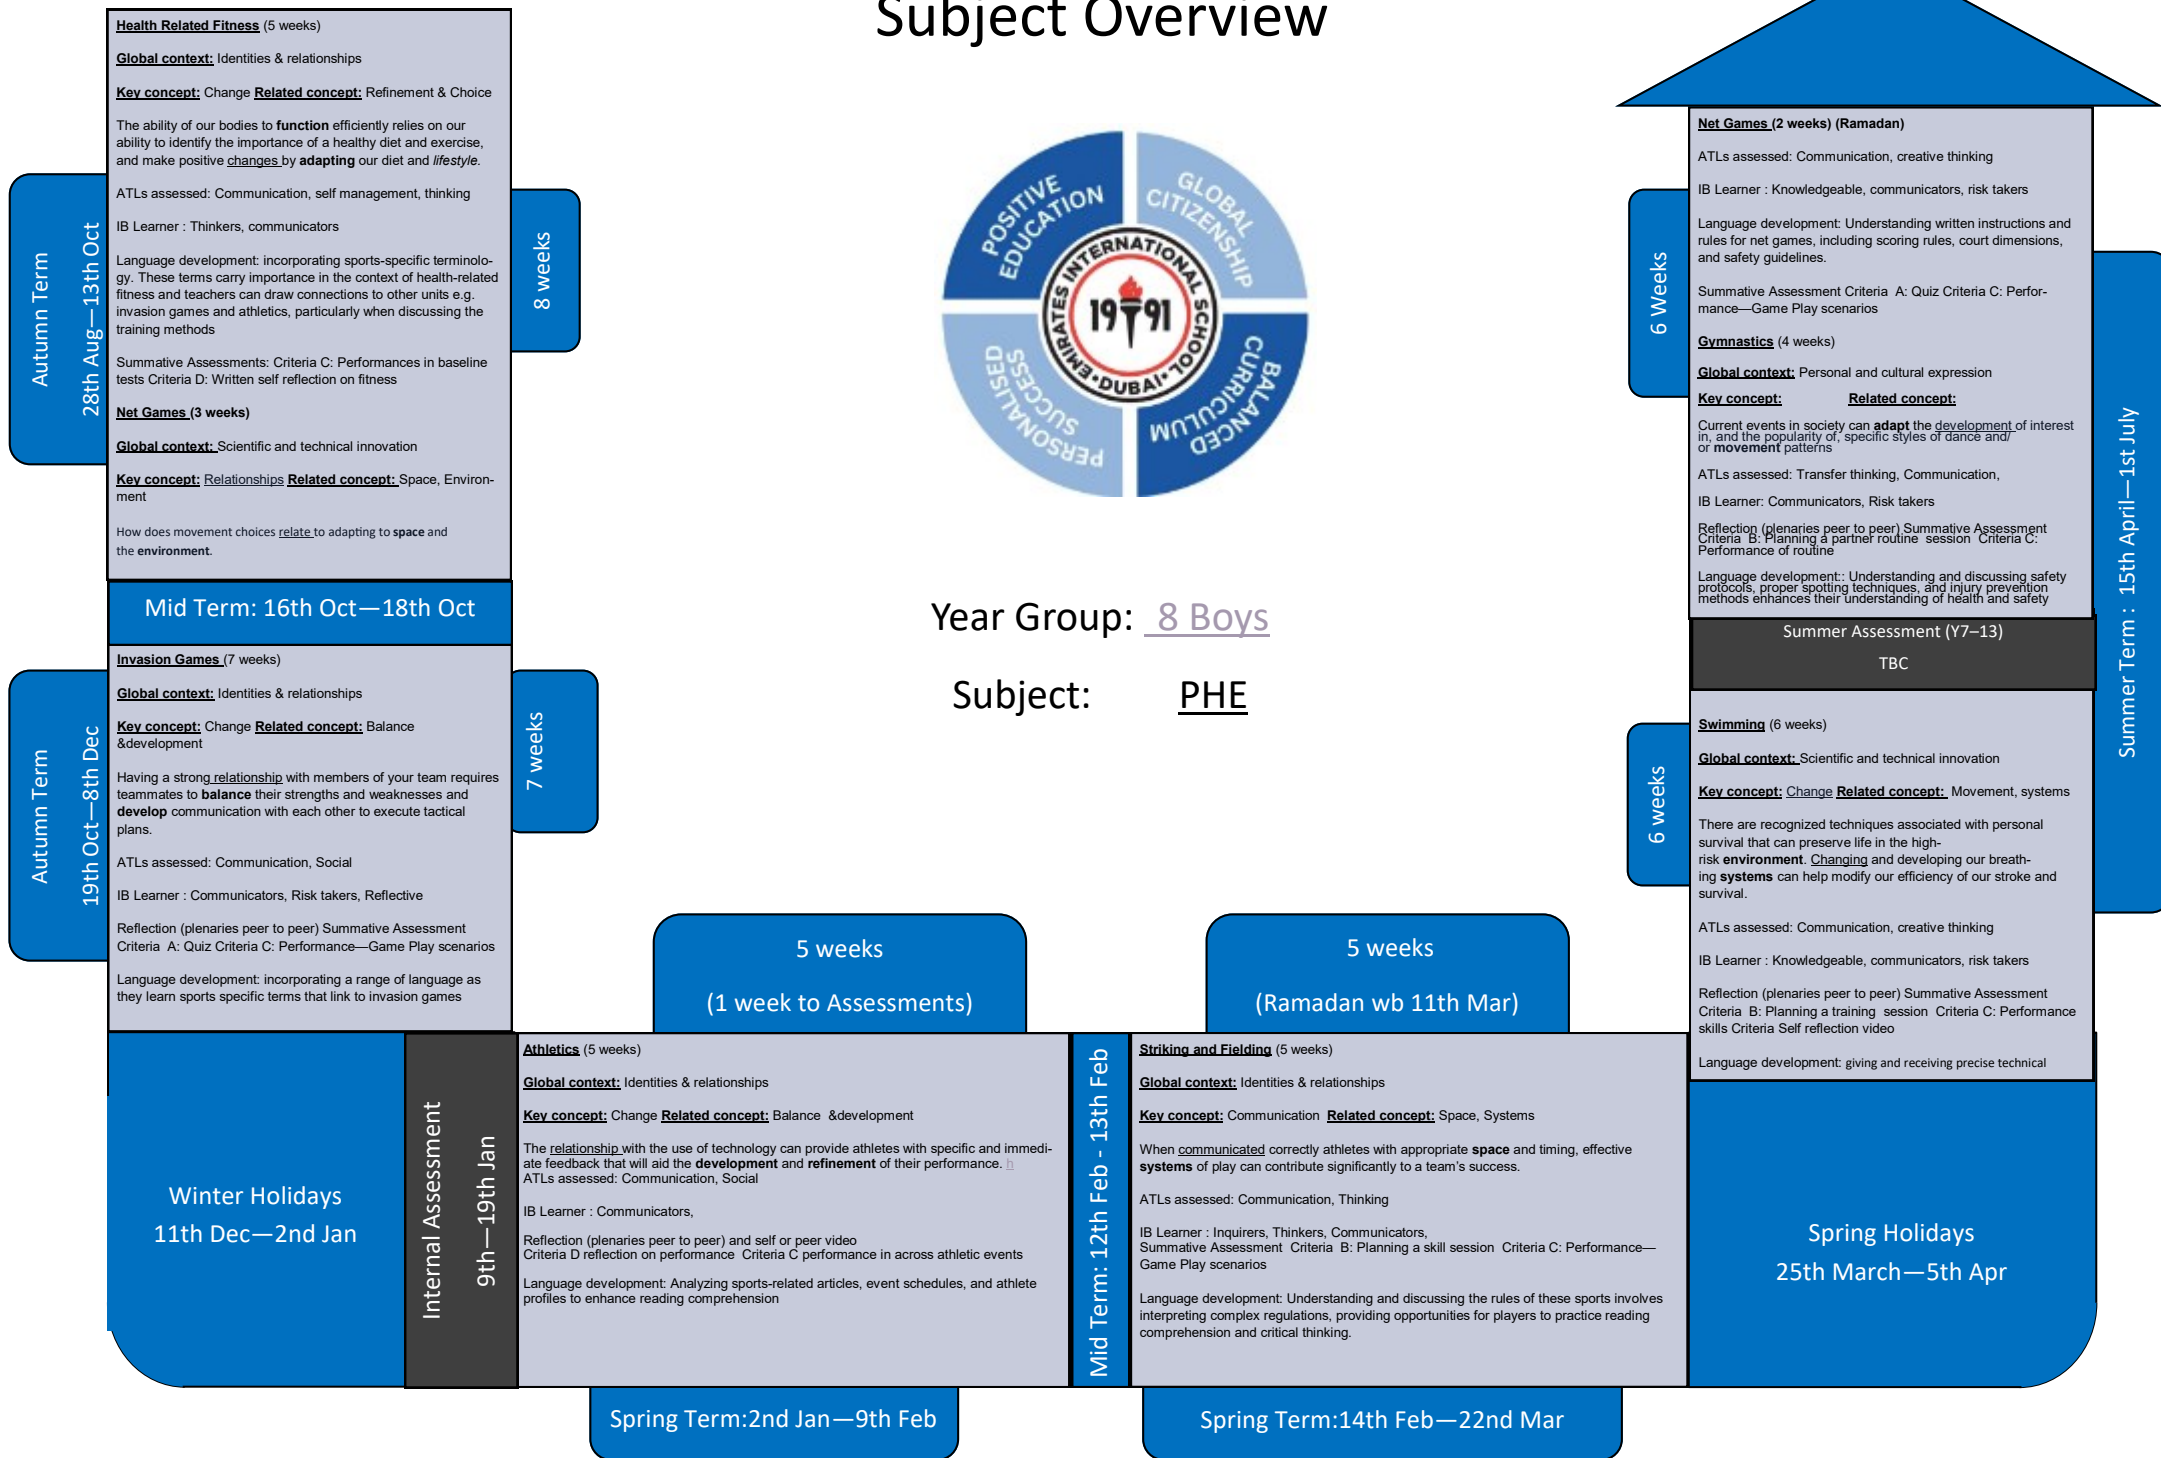 Subject Overview
Health Related Fitness (5 weeks)
Global context: Identities & relationships
Key concept: Change Related concept: Refinement & Choice
The ability of our bodies to function efficiently relies on our
ability to identify the importance of a healthy diet and exercise,
and make positive changes by adapting our diet and lifestyle.
ATLs assessed: Communication, self management, thinking
IB Learner : Thinkers, communicators
Language development: incorporating sports-specific terminolo-
gy. These terms carry importance in the context of health-related
fitness and teachers can draw connections to other units e.g.
invasion games and athletics, particularly when discussing the
training methods
Summative Assessments: Criteria C: Performances in baseline
tests Criteria D: Written self reflection on fitness
Net Games (3 weeks)
Global context: Scientific and technical innovation
Key concept: Relationships Related concept: Space, Environ-
ment
How does movement choices relate to adapting to space and
the environment.
Autumn Term
28th Aug—13th Oct
8 weeks
Mid Term: 16th Oct—18th Oct
Invasion Games (7 weeks)
Global context: Identities & relationships
Key concept: Change Related concept: Balance
&development
Having a strong relationship with members of your team requires
teammates to balance their strengths and weaknesses and
develop communication with each other to execute tactical
plans.
ATLs assessed: Communication, Social
IB Learner : Communicators, Risk takers, Reflective
Reflection (plenaries peer to peer) Summative Assessment
Criteria A: Quiz Criteria C: Performance—Game Play scenarios
Language development: incorporating a range of language as
they learn sports specific terms that link to invasion games
Autumn Term
19th Oct—8th Dec
7 weeks
Winter Holidays
11th Dec—2nd Jan
Internal Assessment
9th—19th Jan
5 weeks
(1 week to Assessments)
Athletics (5 weeks)
Global context: Identities & relationships
Key concept: Change Related concept: Balance &development
The relationship with the use of technology can provide athletes with specific and immedi-
ate feedback that will aid the development and refinement of their performance. h
ATLs assessed: Communication, Social
IB Learner : Communicators,
Reflection (plenaries peer to peer) and self or peer video
Criteria D reflection on performance Criteria C performance in across athletic events
Language development: Analyzing sports-related articles, event schedules, and athlete
profiles to enhance reading comprehension
Spring Term:2nd Jan—9th Feb
Mid Term: 12th Feb - 13th Feb
5 weeks
(Ramadan wb 11th Mar)
Striking and Fielding (5 weeks)
Global context: Identities & relationships
Key concept: Communication Related concept: Space, Systems
When communicated correctly athletes with appropriate space and timing, effective
systems of play can contribute significantly to a team's success.
ATLs assessed: Communication, Thinking
IB Learner : Inquirers, Thinkers, Communicators,
Summative Assessment Criteria B: Planning a skill session Criteria C: Performance—
Game Play scenarios
Language development: Understanding and discussing the rules of these sports involves
interpreting complex regulations, providing opportunities for players to practice reading
comprehension and critical thinking.
Spring Term:14th Feb—22nd Mar
Spring Holidays
25th March—5th Apr
Net Games (2 weeks) (Ramadan)
ATLs assessed: Communication, creative thinking
IB Learner : Knowledgeable, communicators, risk takers
Language development: Understanding written instructions and
rules for net games, including scoring rules, court dimensions,
and safety guidelines.
Summative Assessment Criteria A: Quiz Criteria C: Perfor-
mance—Game Play scenarios
Gymnastics (4 weeks)
Global context: Personal and cultural expression
Key concept: Related concept:
Current events in society can adapt the development of interest
in, and the popularity of, specific styles of dance and/
or movement patterns
ATLs assessed: Transfer thinking, Communication,
IB Learner: Communicators, Risk takers
Reflection (plenaries peer to peer) Summative Assessment
Criteria B: Planning a partner routine session Criteria C:
Performance of routine
Language development:: Understanding and discussing safety
protocols, proper spotting techniques, and injury prevention
methods enhances their understanding of health and safety
6 Weeks
Summer Assessment (Y7–13)
TBC
Swimming (6 weeks)
Global context: Scientific and technical innovation
Key concept: Change Related concept: Movement, systems
There are recognized techniques associated with personal
survival that can preserve life in the high-
risk environment. Changing and developing our breath-
ing systems can help modify our efficiency of our stroke and
survival.
ATLs assessed: Communication, creative thinking
IB Learner : Knowledgeable, communicators, risk takers
Reflection (plenaries peer to peer) Summative Assessment
Criteria B: Planning a training session Criteria C: Performance
skills Criteria Self reflection video
Language development: giving and receiving precise technical
6 weeks
Summer Term : 15th April—1st July
POSITIVE
EDUCATION
GLOBAL
CITIZENSHIP
PERSONALISED
SUCCESS
BALANCED
CURRICULUM
EMIRATES INTERNATIONAL SCHOOL
•DUBAI•
19 91
Year Group: 8 Boys
Subject: PHE